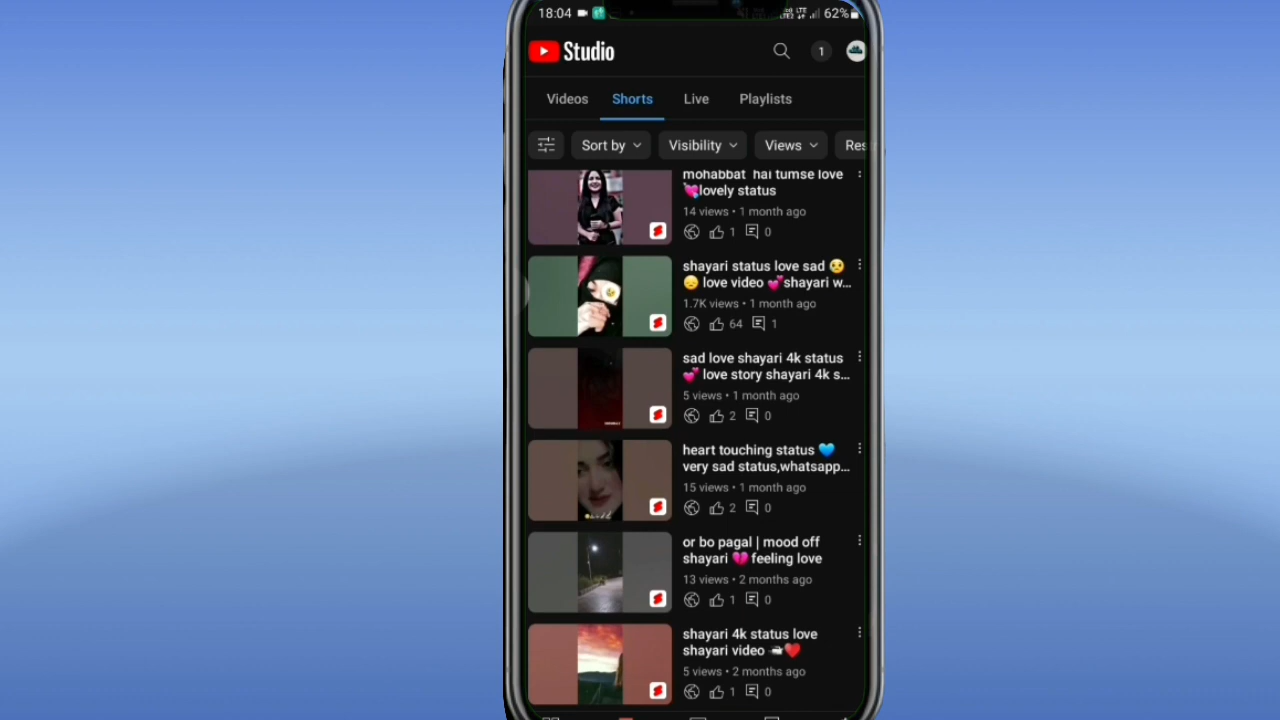 18:04 62%
Studio 1
Videos Shorts Live Playlists
Sort by Visibility Views Res
mohabbat hai tumse love
💘lovely status
14 views • 1 month ago
1 0
shayari status love sad 😢
😞 love video 💕shayari w...
1.7K views • 1 month ago
64 1
sad love shayari 4k status
💕 love story shayari 4k s...
5 views • 1 month ago
2 0
heart touching status 💙
very sad status,whatsapp...
15 views • 1 month ago
2 0
or bo pagal | mood off
shayari 💔 feeling love
13 views • 2 months ago
1 0
shayari 4k status love
shayari video 🛥❤️
5 views • 2 months ago
1 0